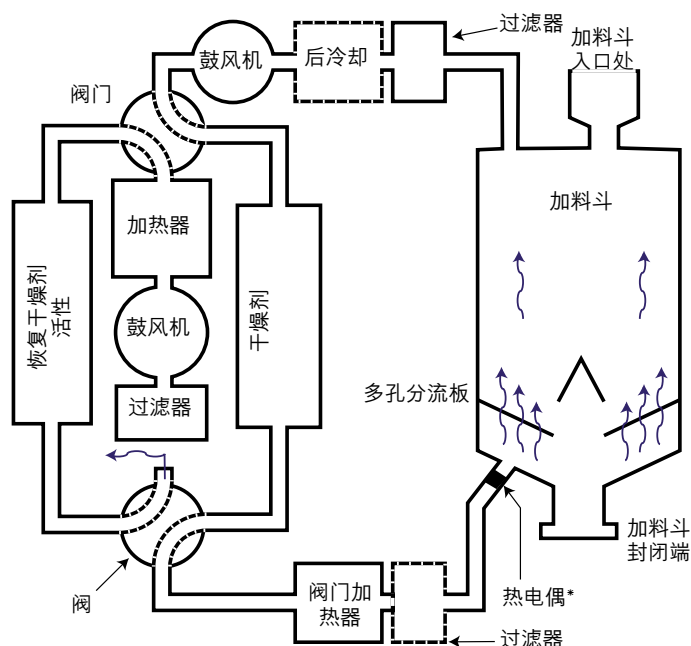 过滤器
加料斗
入口处
鼓风机
后冷却
阀门
加料斗
加热器
恢复干燥剂
活性
干燥剂
鼓风机
多孔分流板
过滤器
加料斗
封闭端
阀门加
热器
热电偶*
阀
过滤器